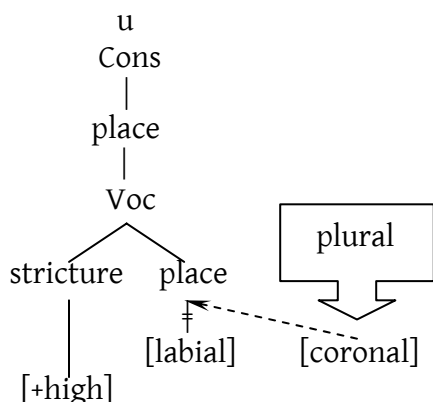 u
Cons
place
Voc
plural
stricture place
[labial] [coronal]
[+high]